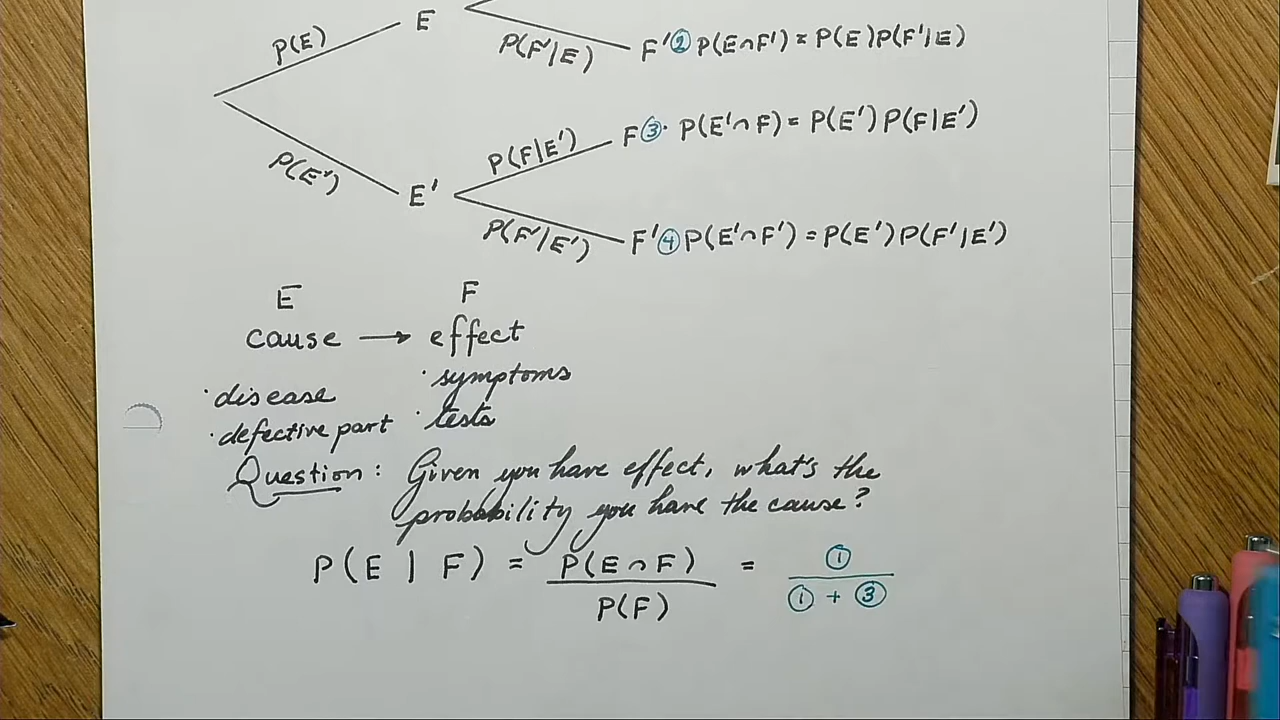 P(E) E
P(F'|E) F' ② P(E∩F') = P(E)P(F'|E)
P(F|E') F ③· P(E'∩F) = P(E')P(F|E')
P(E') E'
P(F'|E') F' ④ P(E'∩F') = P(E')P(F'|E')
E F
cause → effect
· disease · symptoms
· defective part · tests
Question: Given you have effect, what's the
probability you have the cause?
P(E | F) = P(E∩F) / P(F) = ① / ① + ③